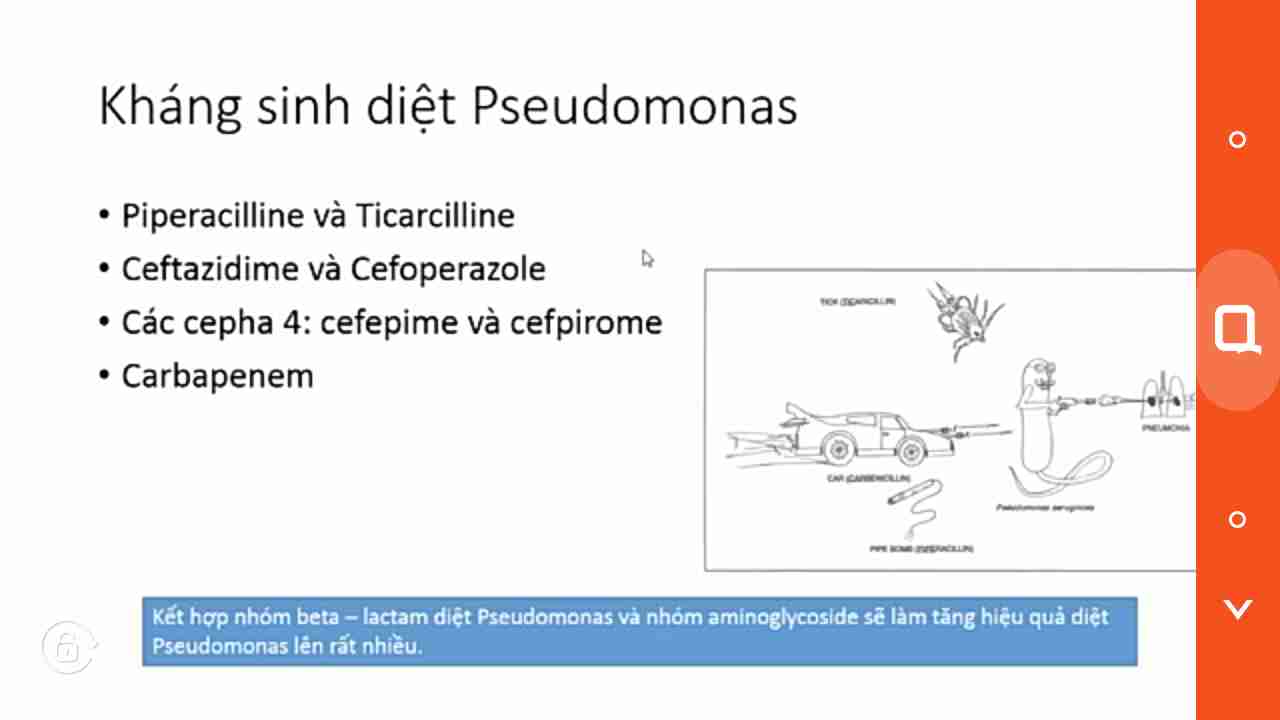 Kháng sinh diệt Pseudomonas
• Piperacilline và Ticarcilline
• Ceftazidime và Cefoperazole
• Các cepha 4: cefepime và cefpirome
• Carbapenem
TICK (TICARCILLIN)
PNEUMONIA
CAR (CARBENICILLIN)
Pseudomonas aeruginosa
PIPE BOMB (PIPERACILLIN)
Kết hợp nhóm beta – lactam diệt Pseudomonas và nhóm aminoglycoside sẽ làm tăng hiệu quả diệt
Pseudomonas lên rất nhiều.